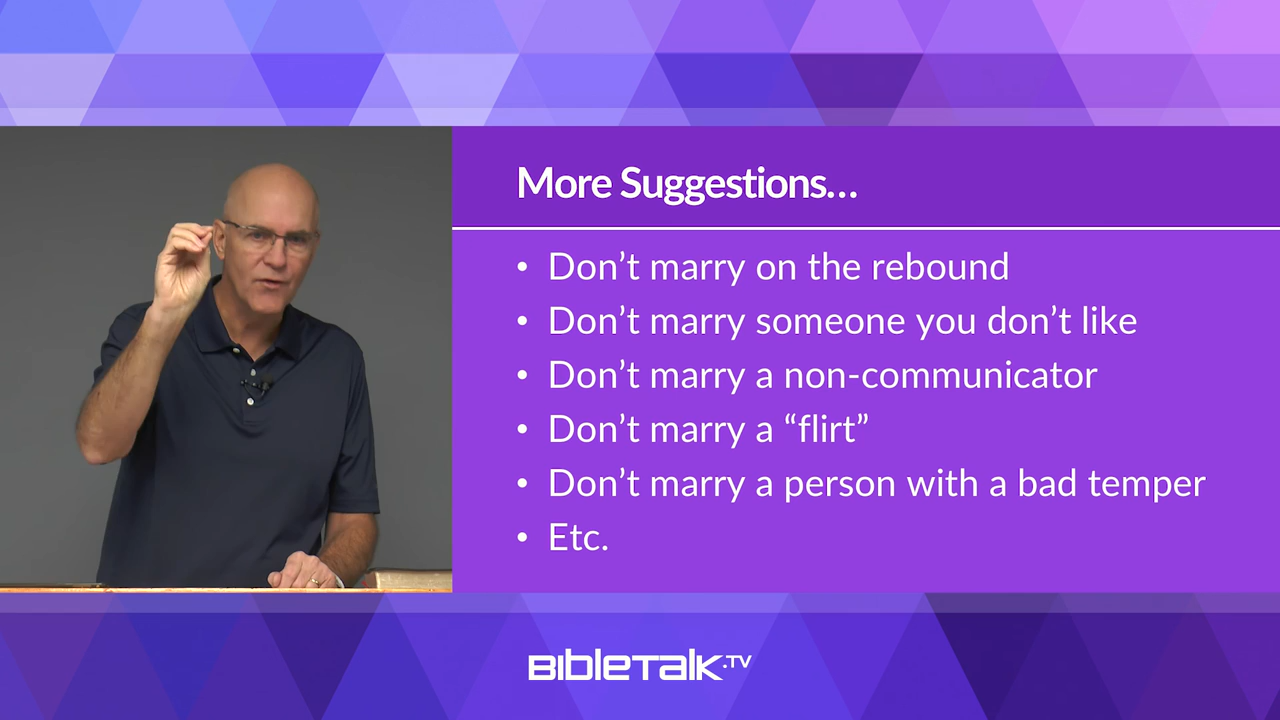 More Suggestions…
• Don’t marry on the rebound
• Don’t marry someone you don’t like
• Don’t marry a non-communicator
• Don’t marry a “flirt”
• Don’t marry a person with a bad temper
• Etc.
BIBLETALK.TV